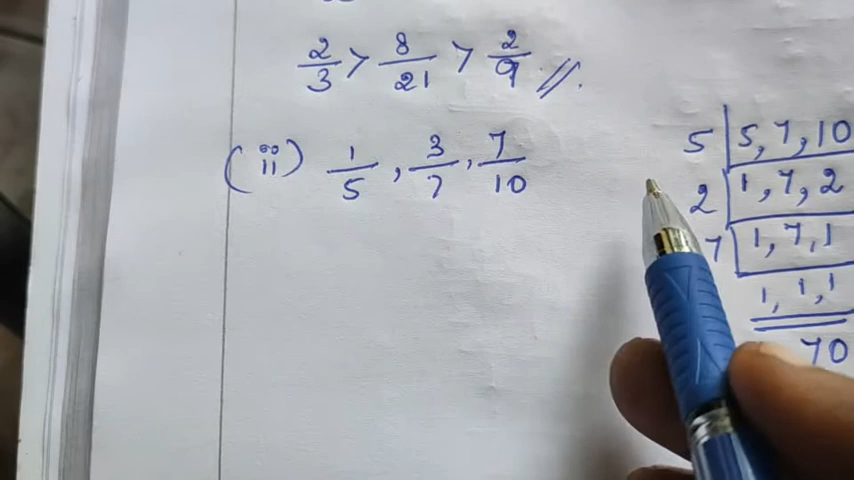 2/3 > 8/21 > 2/9 //.
(ii) 1/5, 3/7, 7/10
5 | 5, 7, 10
2 | 1, 7, 2
7 | 1, 7, 1
1, 1, 1
70